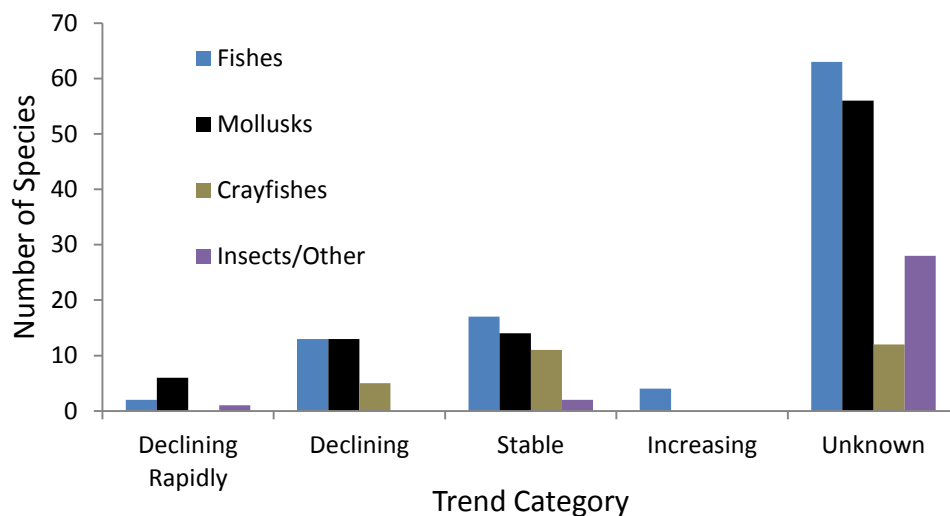 70
60
50
40
30
20
10
0
Number of Species
Fishes
Mollusks
Crayfishes
Insects/Other
Declining
Rapidly
Declining
Stable
Increasing
Unknown
Trend Category